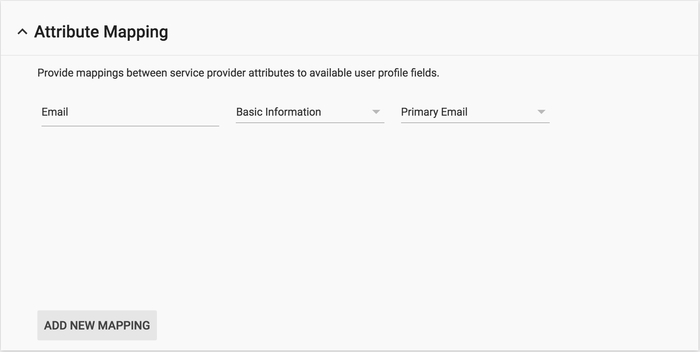 Attribute Mapping
Provide mappings between service provider attributes to available user profile fields.
Email Basic Information Primary Email
ADD NEW MAPPING